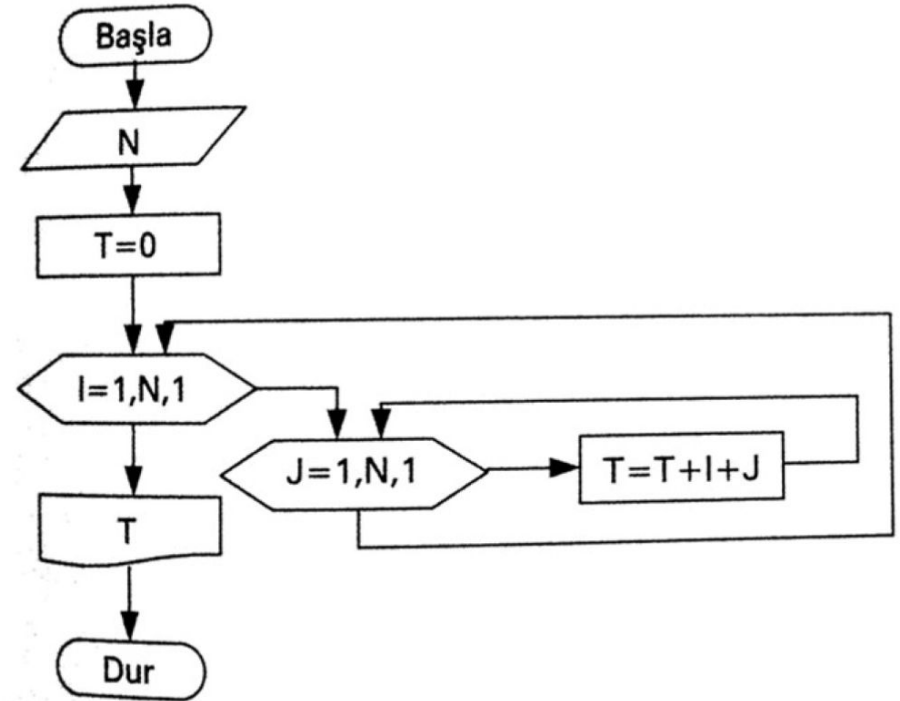 Başla
N
T=0
I=1,N,1
J=1,N,1
T=T+I+J
T
Dur